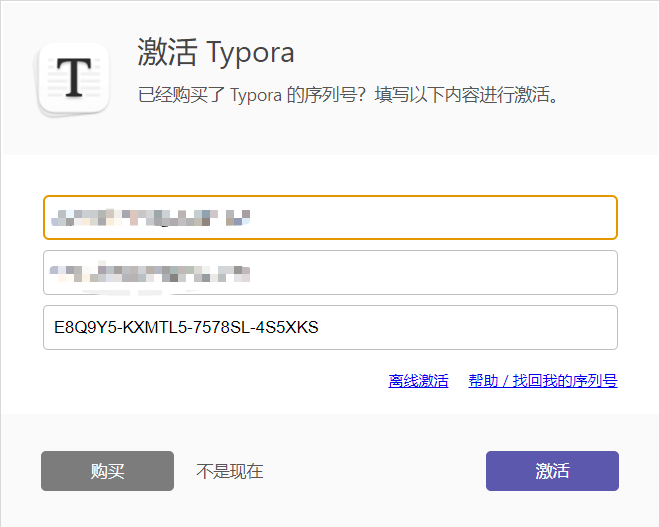 T
激活 Typora
已经购买了 Typora 的序列号？填写以下内容进行激活。
E8Q9Y5-KXMTL5-7578SL-4S5XKS
离线激活 帮助 / 找回我的序列号
购买 不是现在 激活